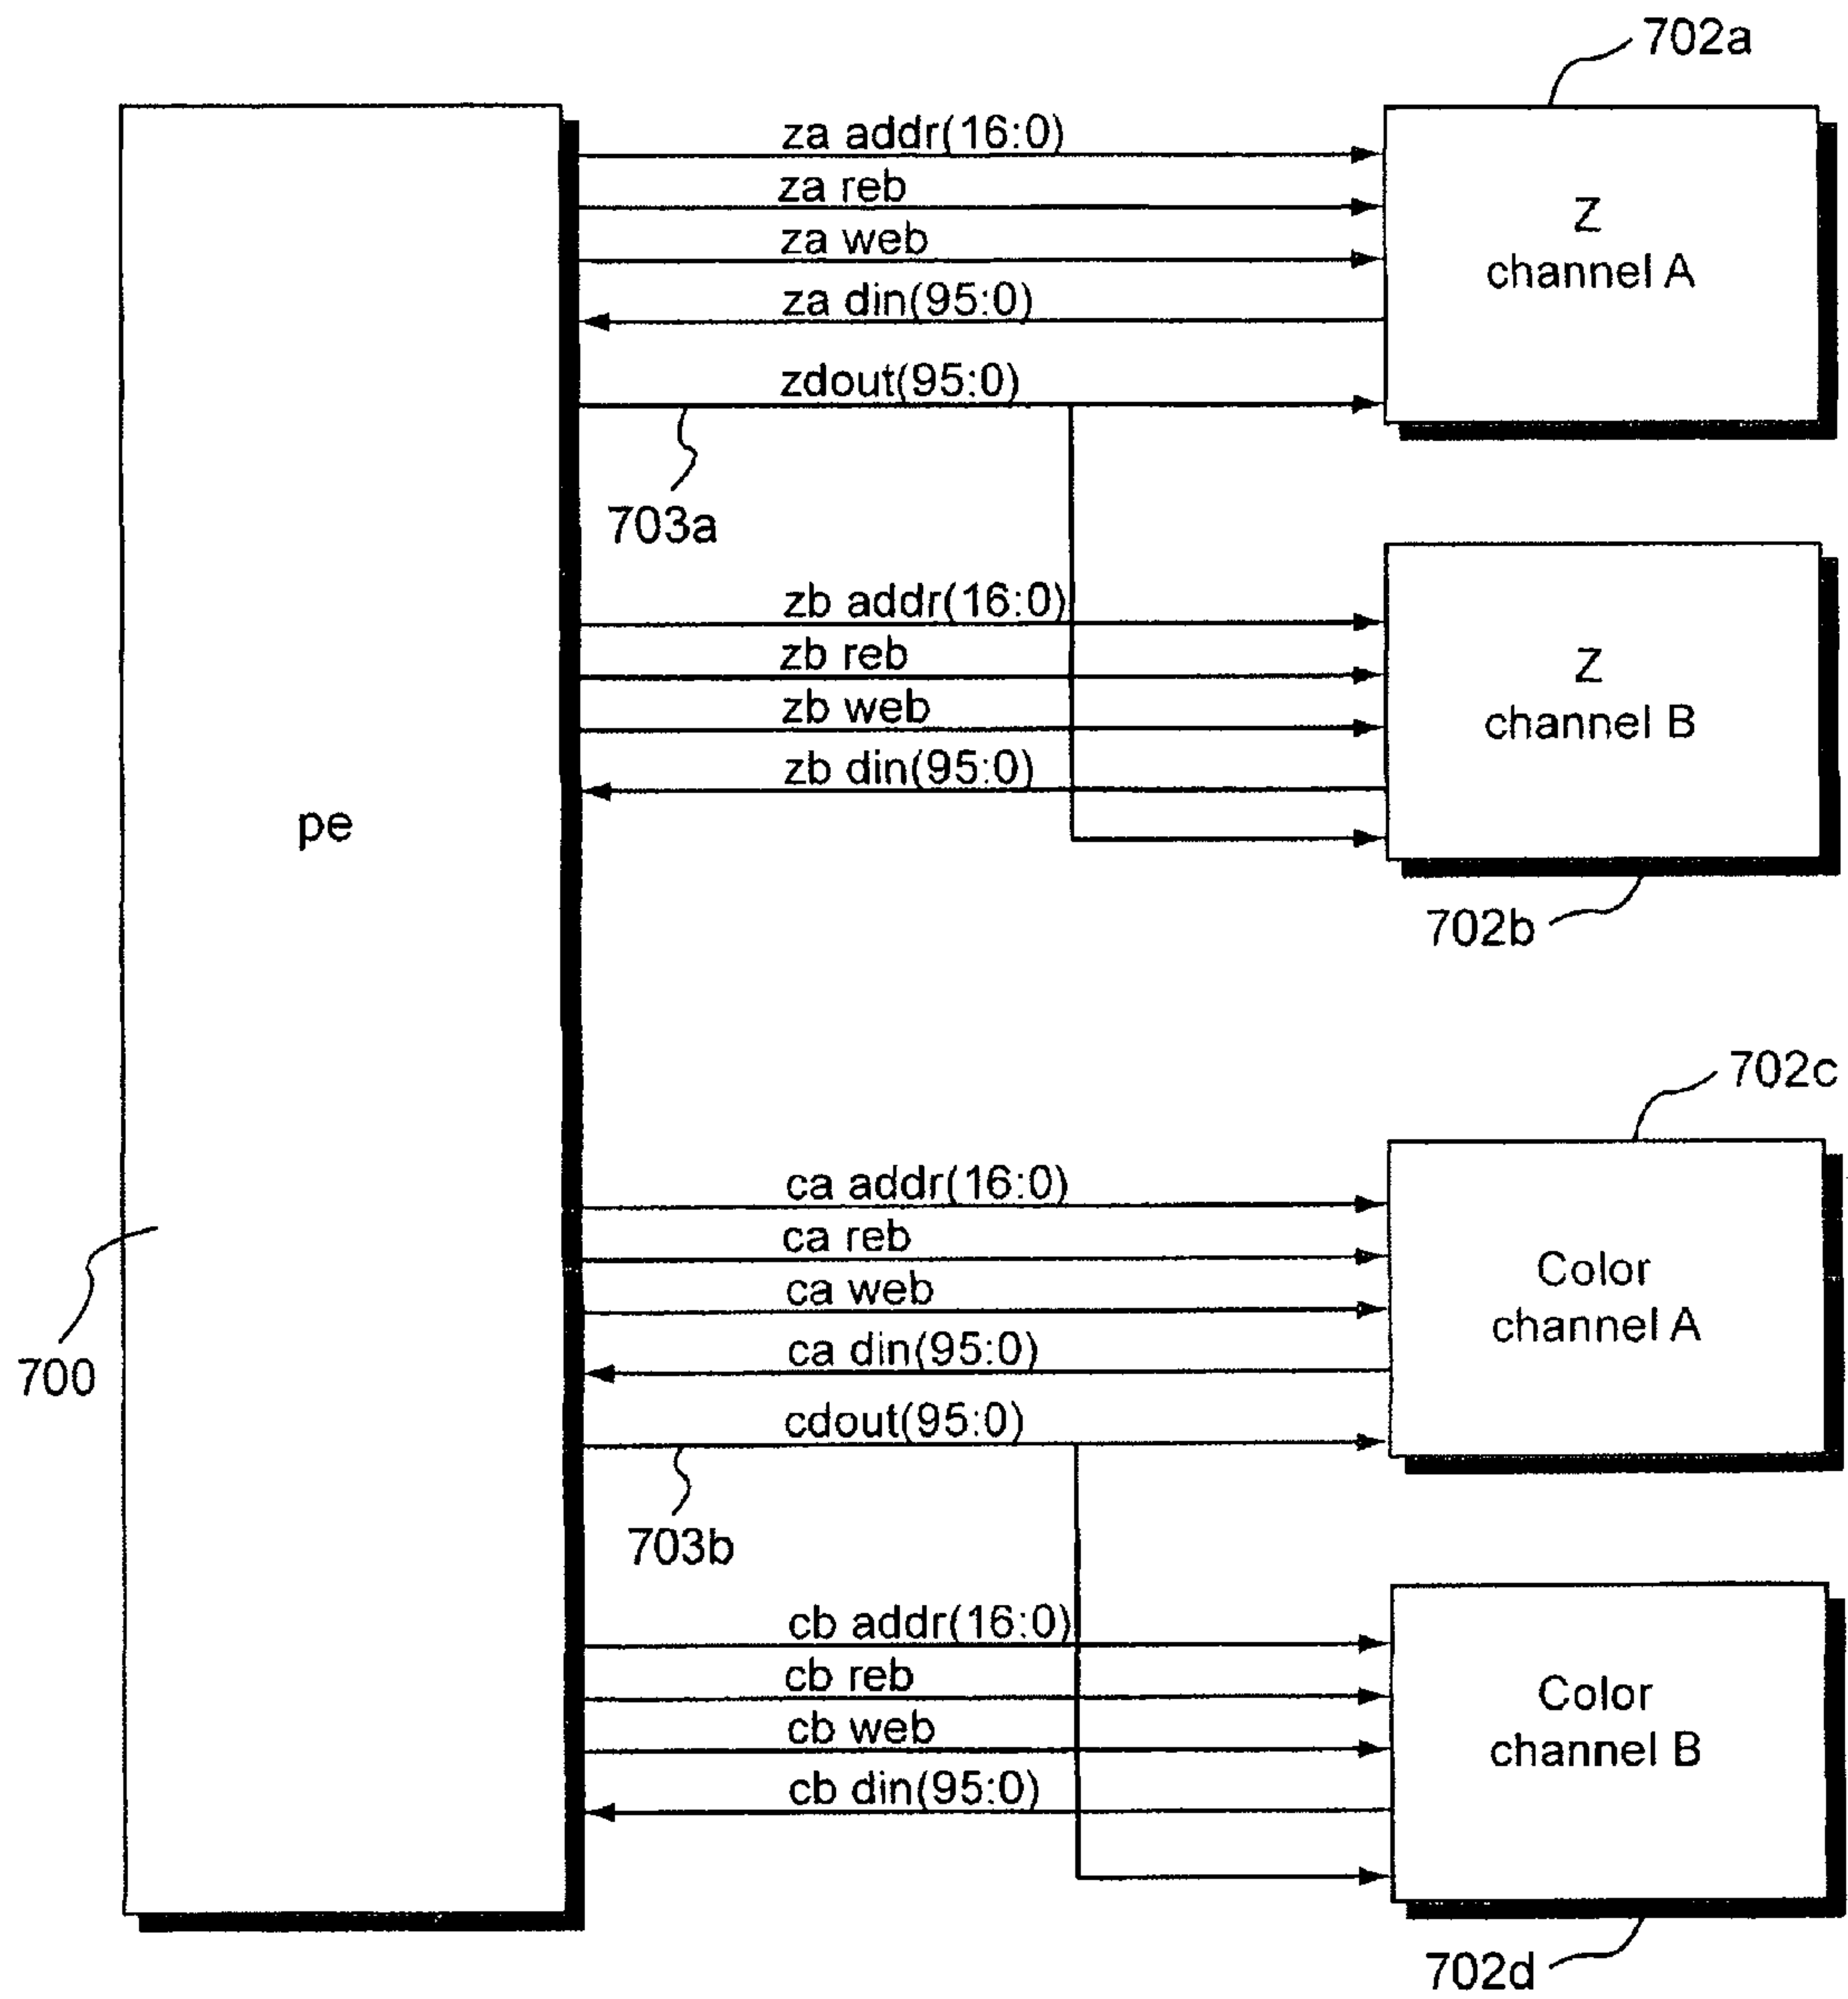 702a
za addr(16:0)
za reb
za web
za din(95:0)
zdout(95:0)
Z
channel A
703a
zb addr(16:0)
zb reb
zb web
zb din(95:0)
Z
channel B
pe
702b
702c
ca addr(16:0)
ca reb
ca web
ca din(95:0)
cdout(95:0)
Color
channel A
700
703b
cb addr(16:0)
cb reb
cb web
cb din(95:0)
Color
channel B
702d